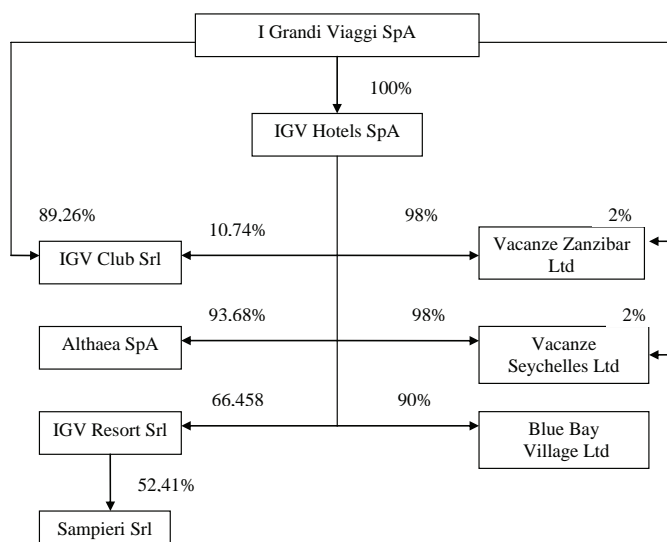 I Grandi Viaggi SpA
100%
IGV Hotels SpA
89,26%
10,74%
98%
2%
IGV Club Srl
Vacanze Zanzibar
Ltd
93,68%
98%
2%
Althaea SpA
Vacanze
Seychelles Ltd
66,458
90%
IGV Resort Srl
Blue Bay
Village Ltd
52,41%
Sampieri Srl